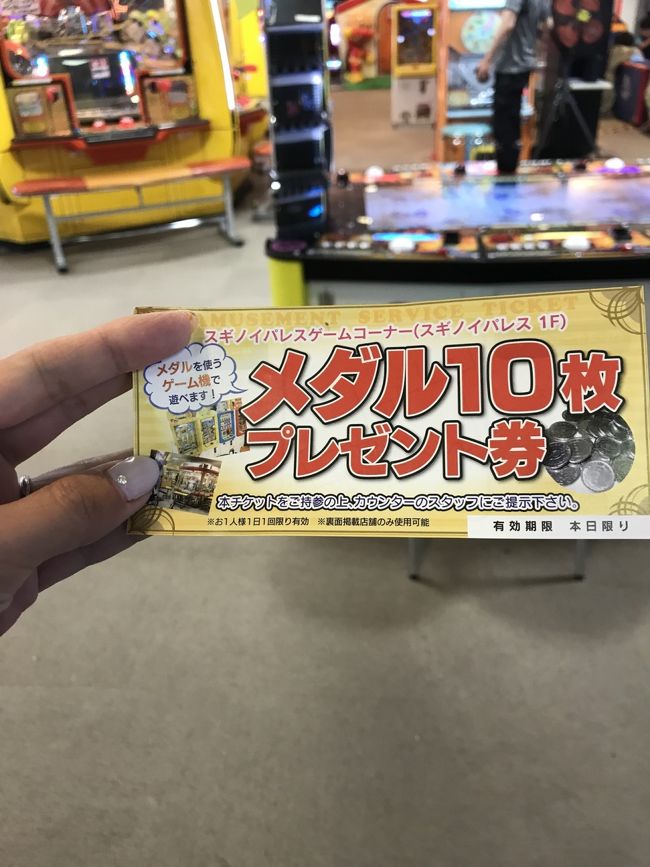 AMUSEMENT SERVICE TICKET
スギノイパレスゲームコーナー(スギノイパレス 1F)
メダルを使う
ゲーム機で
遊べます!
メダル10枚
プレゼント券
本チケットをご持参の上、カウンターのスタッフにご提示下さい。
※お1人様1日1回限り有効 ※裏面掲載店舗のみ使用可能
有効期限 本日限り